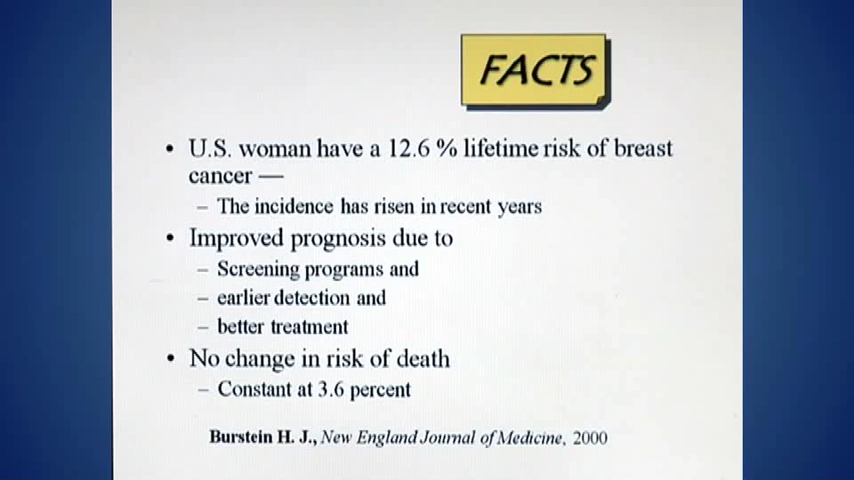 FACTS
• U.S. woman have a 12.6 % lifetime risk of breast
cancer —
– The incidence has risen in recent years
• Improved prognosis due to
– Screening programs and
– earlier detection and
– better treatment
• No change in risk of death
– Constant at 3.6 percent
Burstein H. J., New England Journal of Medicine, 2000